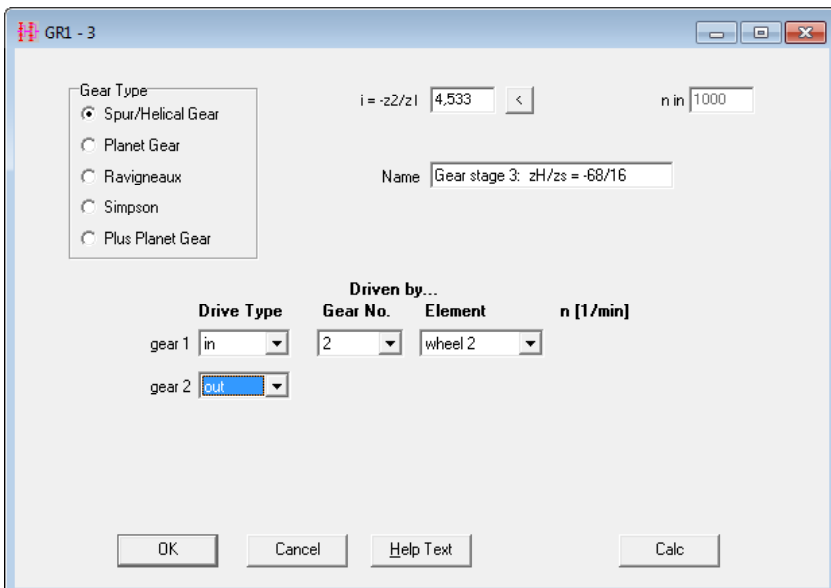 GR1 - 3
Gear Type
Spur/Helical Gear
Planet Gear
Ravigneaux
Simpson
Plus Planet Gear
i = -z2/z1 4,533 <
n in 1000
Name Gear stage 3: zH/zs = -68/16
Driven by...
Drive Type Gear No. Element n [1/min]
gear 1 in 2 wheel 2
gear 2 out
OK Cancel Help Text Calc